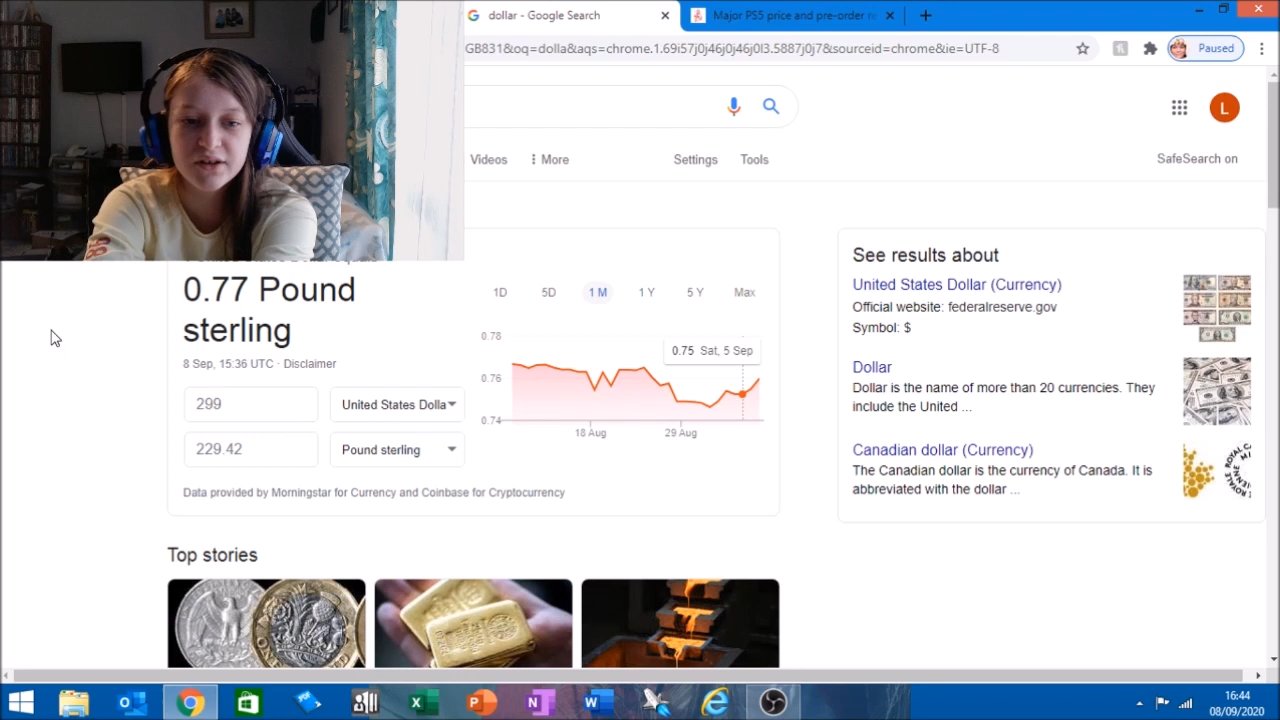 dollar - Google Search
Major PS5 price and pre-order re
GB831&oq=dolla&aqs=chrome.1.69i57j0j46j0j46j0l3.5887j0j7&sourceid=chrome&ie=UTF-8
Paused
L
Videos
More
Settings
Tools
SafeSearch on
0.77 Pound
sterling
8 Sep, 15:36 UTC · Disclaimer
299
United States Dolla
229.42
Pound sterling
1D
5D
1 M
1 Y
5 Y
Max
0.78
0.76
0.74
0.75 Sat, 5 Sep
18 Aug
29 Aug
Data provided by Morningstar for Currency and Coinbase for Cryptocurrency
See results about
United States Dollar (Currency)
Official website: federalreserve.gov
Symbol: $
Dollar
Dollar is the name of more than 20 currencies. They
include the United ...
Canadian dollar (Currency)
The Canadian dollar is the currency of Canada. It is
abbreviated with the dollar ...
Top stories
16:44
08/09/2020